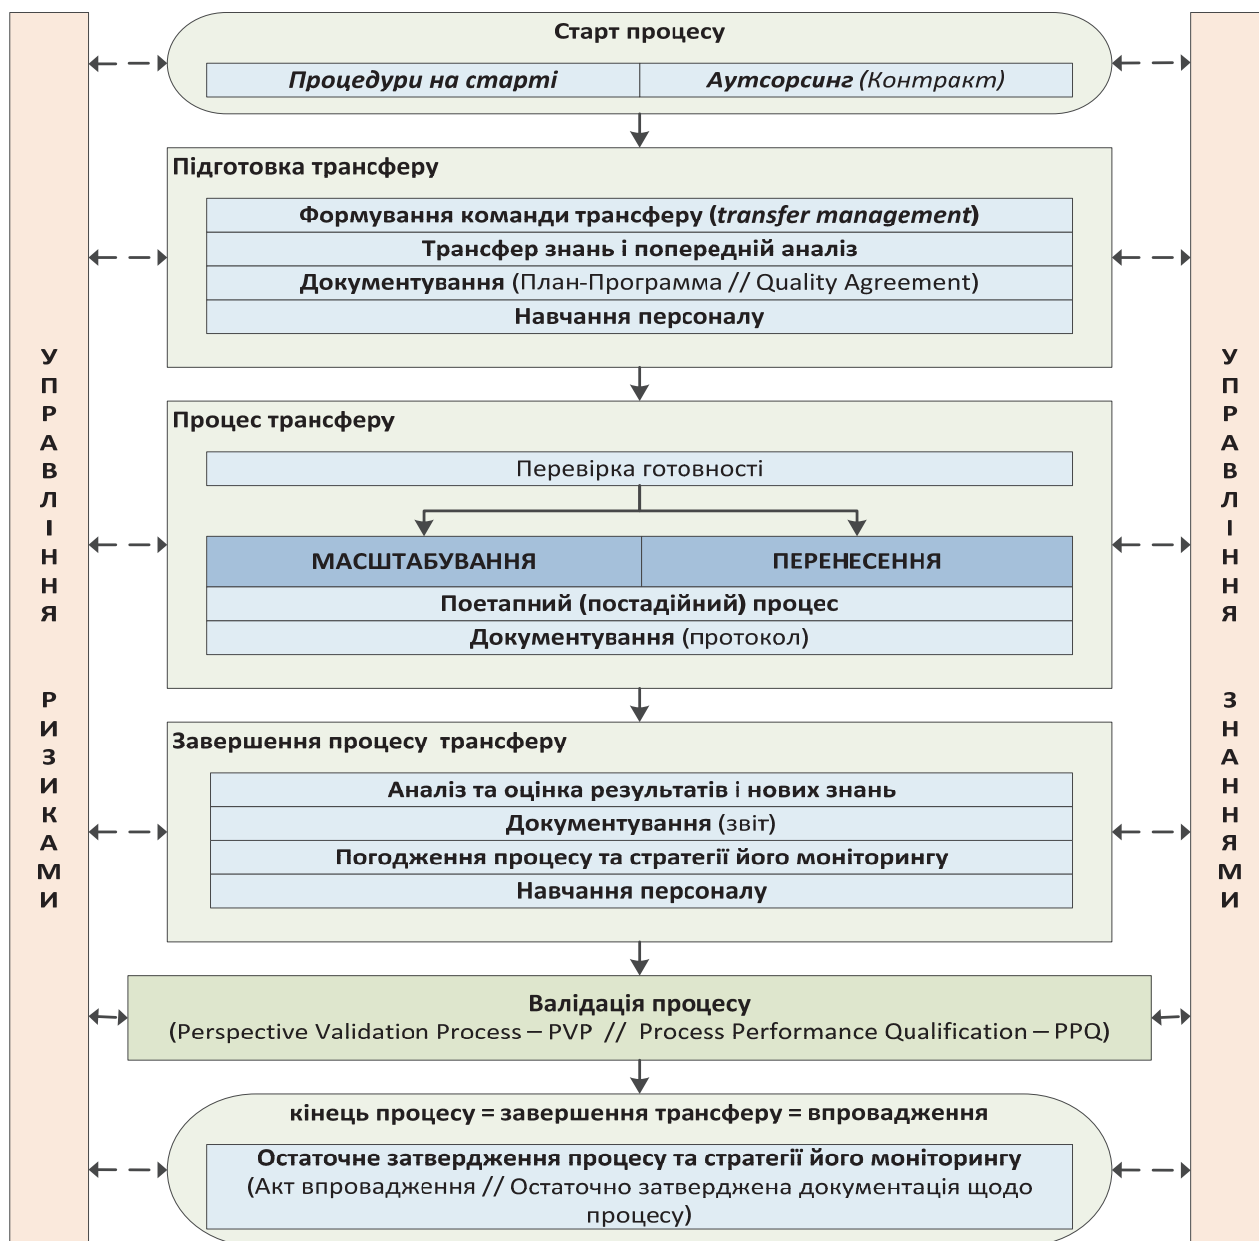 Старт процесу
Процедури на старті
Аутсорсинг (Контракт)
Підготовка трансферу
Формування команди трансферу (transfer management)
Трансфер знань і попередній аналіз
Документування (План-Программа // Quality Agreement)
Навчання персоналу
Процес трансферу
Перевірка готовності
МАСШТАБУВАННЯ
ПЕРЕНЕСЕННЯ
Поетапний (постадійний) процес
Документування (протокол)
Завершення процесу трансферу
Аналіз та оцінка результатів і нових знань
Документування (звіт)
Погодження процесу та стратегії його моніторингу
Навчання персоналу
Валідація процесу
(Perspective Validation Process – PVP // Process Performance Qualification – PPQ)
кінець процесу = завершення трансферу = впровадження
Остаточне затвердження процесу та стратегії його моніторингу
(Акт впровадження // Остаточно затверджена документація щодо
процесу)
УПРАВЛІННЯ РИЗИКАМИ
УПРАВЛІННЯ ЗНАННЯМИ